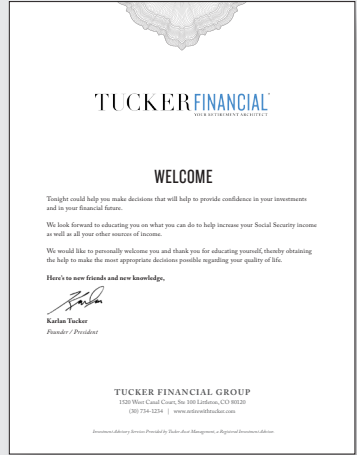 TUCKER FINANCIAL
YOUR RETIREMENT ARCHITECT
WELCOME
Tonight could help you make decisions that will help to provide confidence in your investments
and in your financial future.
We look forward to educating you on what you can do to help increase your Social Security income
as well as all your other sources of income.
We would like to personally welcome you and thank you for educating yourself, thereby obtaining
the help to make the most appropriate decisions possible regarding your quality of life.
Here's to new friends and new knowledge,
Karlan
Karlan Tucker
Founder / President
TUCKER FINANCIAL GROUP
1520 West Canal Court, Ste 100 Littleton, CO 80120
(30) 734-1234 | www.retirewithtucker.com
Investment Advisory Services Provided by Tucker Asset Management, a Registered Investment Advisor.